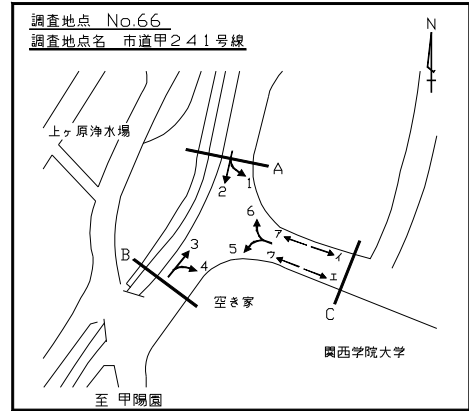 調査地点 No.66
調査地点名 市道甲241号線
N
上ヶ原浄水場
A
1
2
6
3
ア
イ
B
5
4
ウ
エ
空き家
C
関西学院大学
至 甲陽園